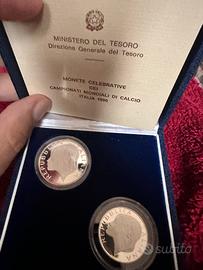 MINISTERO DEL TESORO
Direzione Generale del Tesoro
MONETE CELEBRATIVE
DEI
CAMPIONATI MONDIALI DI CALCIO
ITALIA 1990
REPUBBLICA
REPUBBLICA
subito